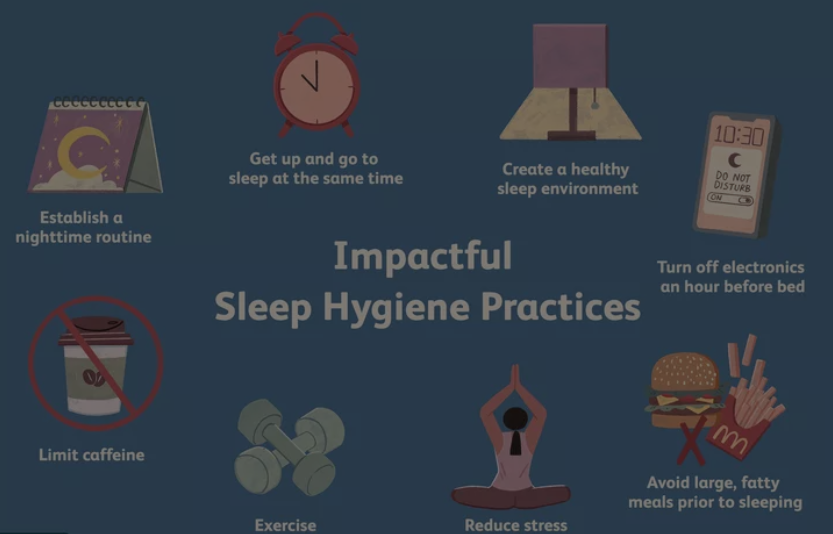 Get up and go to
sleep at the same time
Create a healthy
sleep environment
10:30
DO NOT
DISTURB
ON
Establish a
nighttime routine
Turn off electronics
an hour before bed
Impactful
Sleep Hygiene Practices
Limit caffeine
Exercise
Reduce stress
Avoid large, fatty
meals prior to sleeping